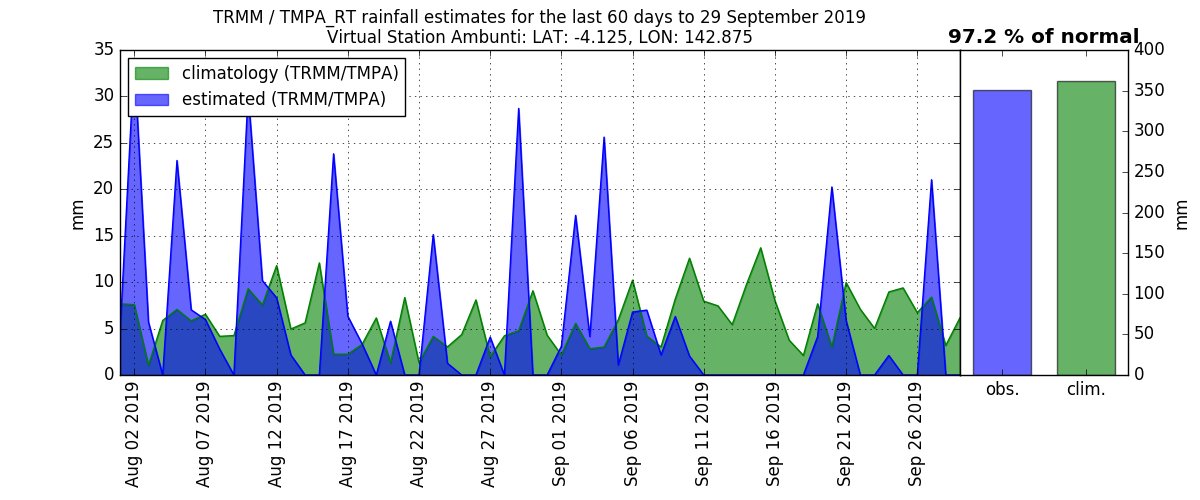 TRMM / TMPA_RT rainfall estimates for the last 60 days to 29 September 2019
Virtual Station Ambunti: LAT: -4.125, LON: 142.875
97.2 % of normal
climatology (TRMM/TMPA)
estimated (TRMM/TMPA)
35
30
25
20
15
10
5
0
mm
Aug 02 2019
Aug 07 2019
Aug 12 2019
Aug 17 2019
Aug 22 2019
Aug 27 2019
Sep 01 2019
Sep 06 2019
Sep 11 2019
Sep 16 2019
Sep 21 2019
Sep 26 2019
obs.
clim.
400
350
300
250
200
150
100
50
0
mm